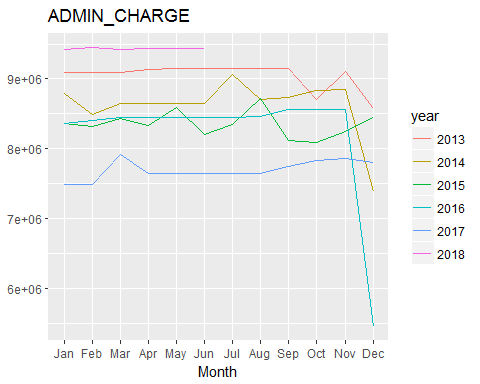 ADMIN_CHARGE
9e+06
8e+06
7e+06
6e+06
Jan Feb Mar Apr May Jun Jul Aug Sep Oct Nov Dec
Month
year
2013
2014
2015
2016
2017
2018